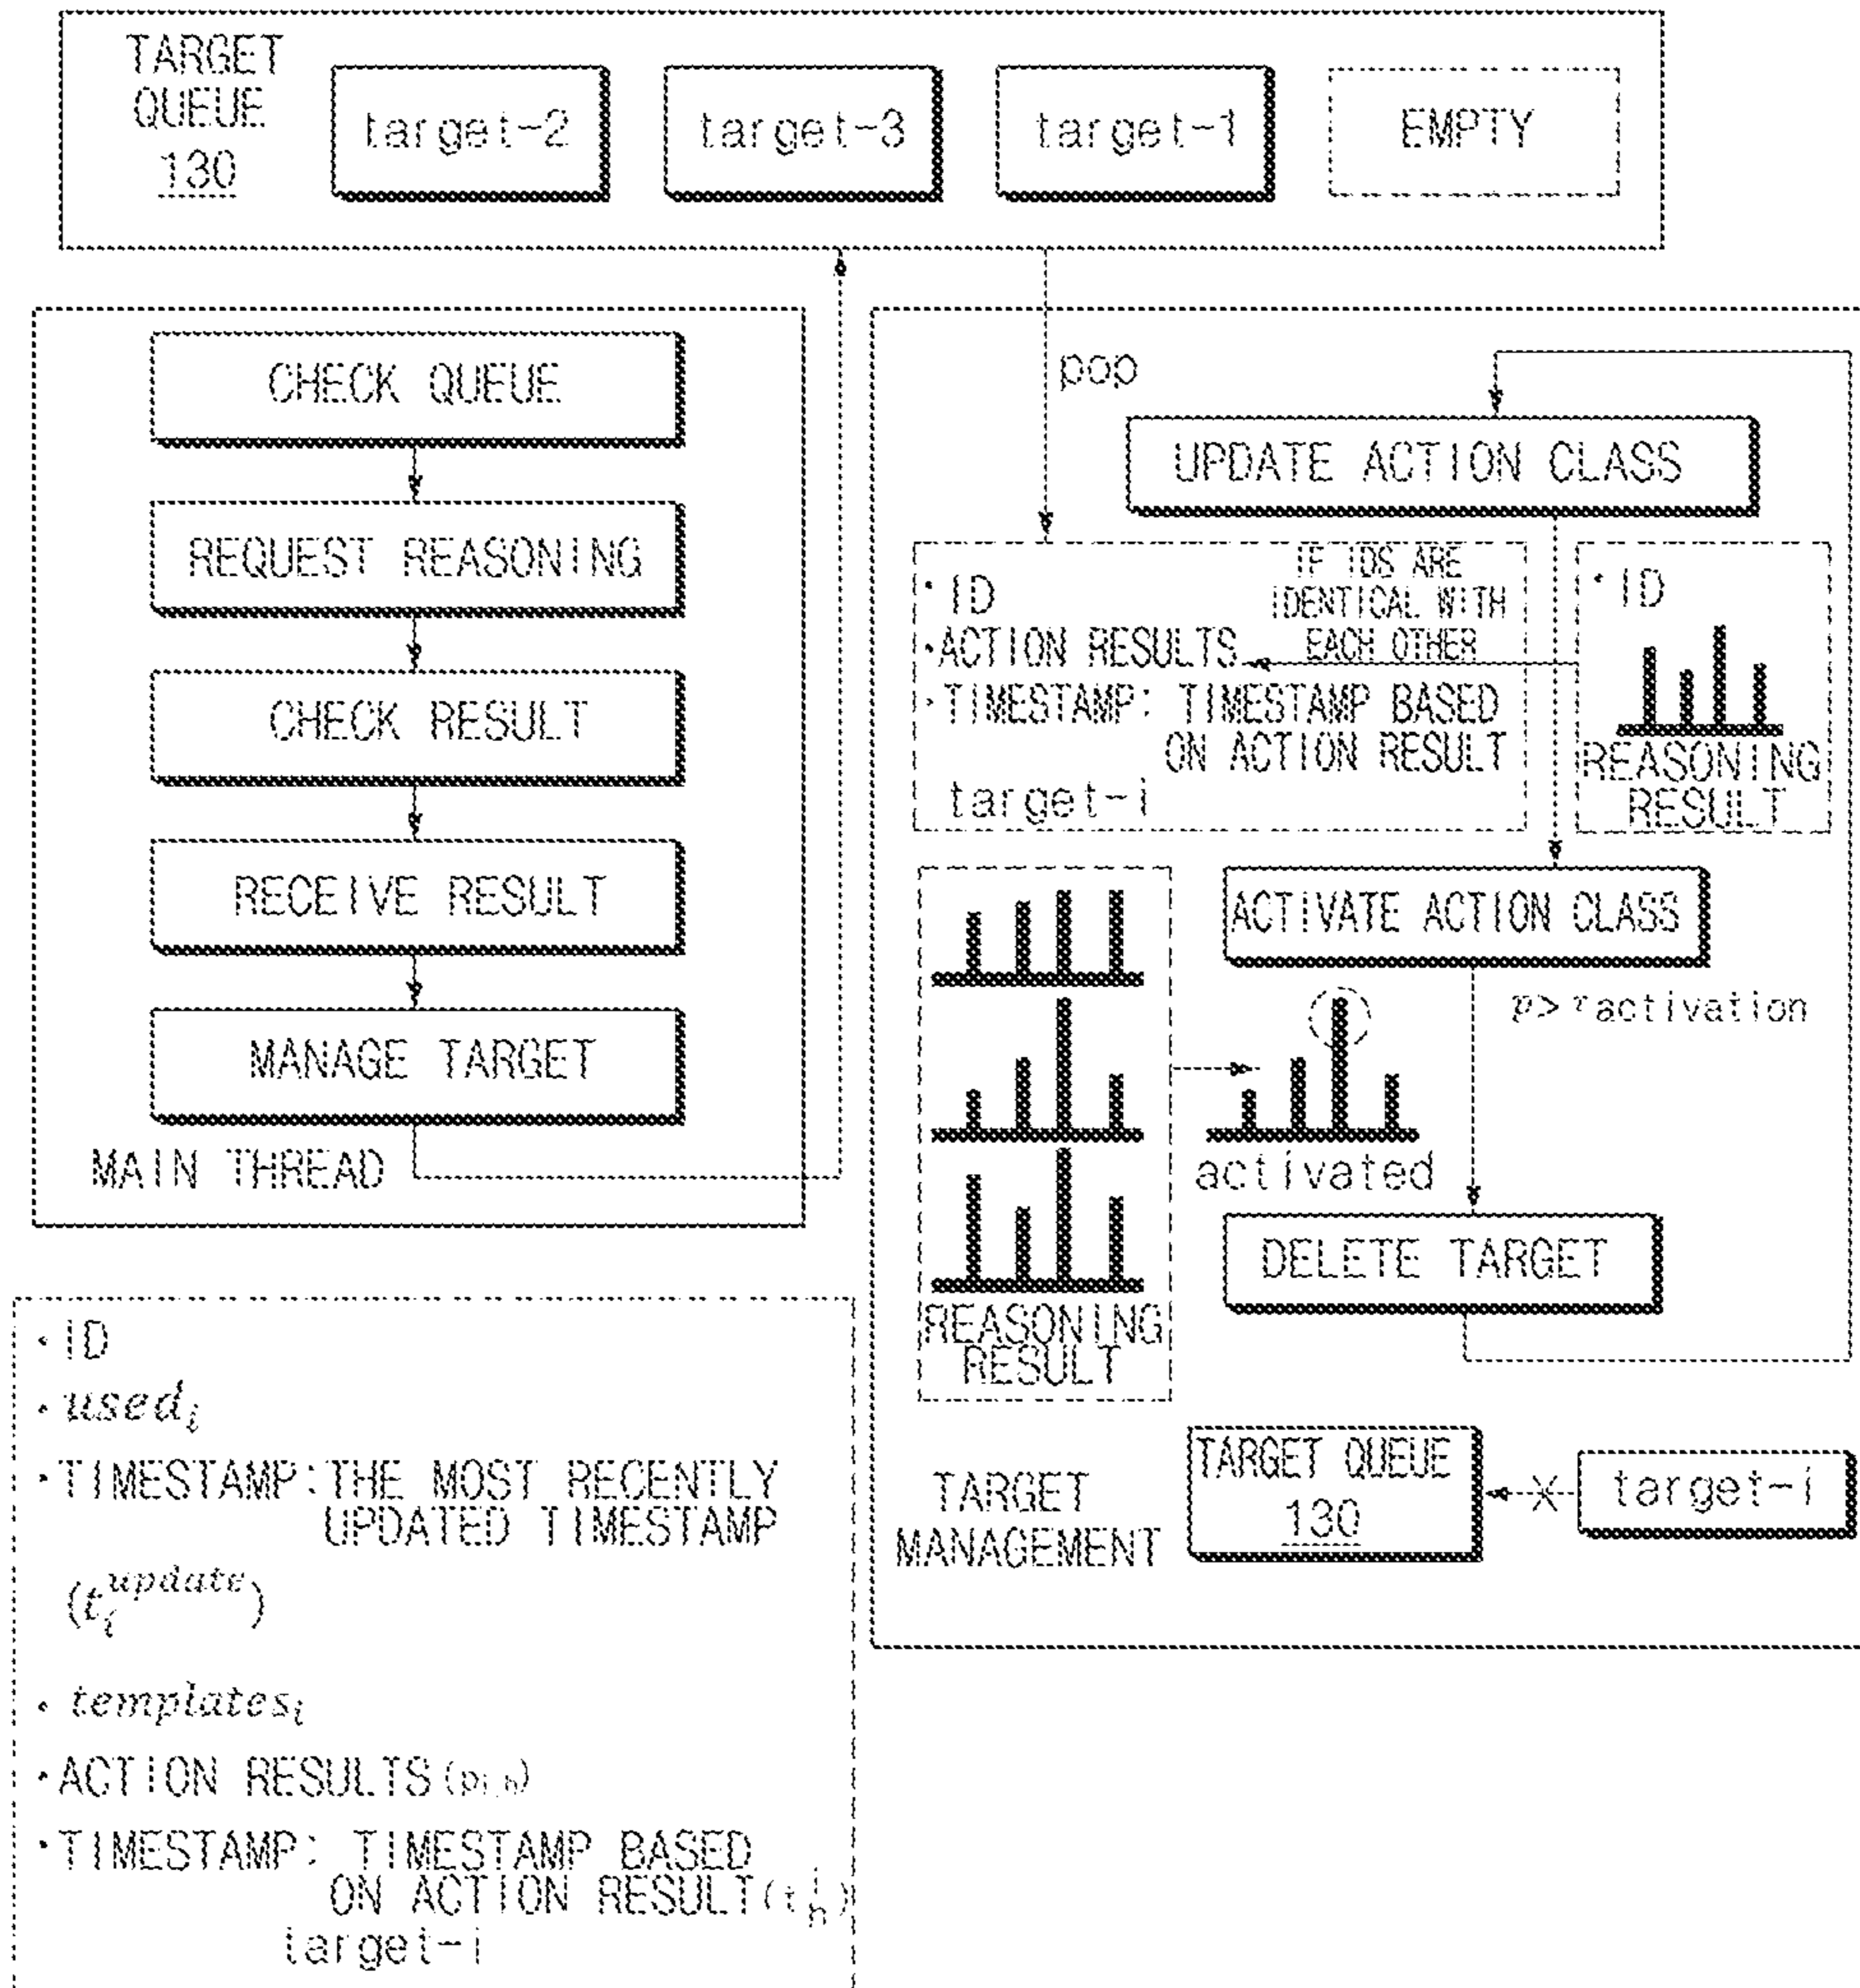 TARGET
QUEUE
130
target-2
target-3
target-1
EMPTY
CHECK QUEUE
REQUEST REASONING
CHECK RESULT
RECEIVE RESULT
MANAGE TARGET
MAIN THREAD
pop
UPDATE ACTION CLASS
・ID
・ACTION RESULTS
・TIMESTAMP: TIMESTAMP BASED
ON ACTION RESULT
target-i
IF IDS ARE
IDENTICAL WITH
EACH OTHER
・ID
REASONING
RESULT
ACTIVATE ACTION CLASS
p> τactivation
activated
REASONING
RESULT
DELETE TARGET
TARGET
MANAGEMENT
TARGET QUEUE
130
target-i
・ID
・usedᵢ
・TIMESTAMP:THE MOST RECENTLY
UPDATED TIMESTAMP
(tᵢ^update)
・templatesᵢ
・ACTION RESULTS
・TIMESTAMP: TIMESTAMP BASED
ON ACTION RESULT(t_h^i)
target-i